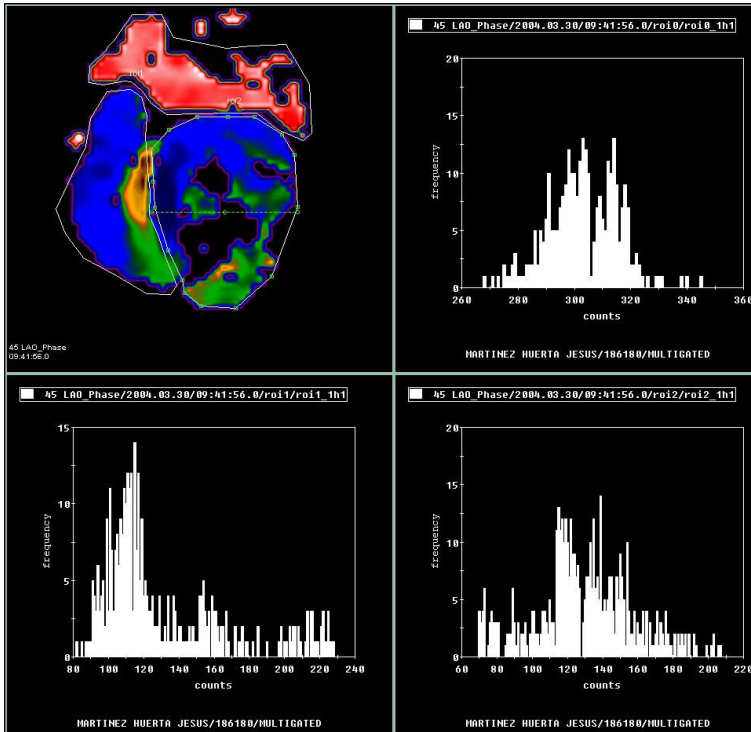 roi1
roi2
45 LAO_Phase
09:41:56.0
45 LAO_Phase/2004.03.30/09:41:56.0/roi0/roi0_1h1
20
15
10
5
0
frequency
260
280
300
320
340
360
counts
MARTINEZ HUERTA JESUS/186180/MULTIGATED
45 LAO_Phase/2004.03.30/09:41:56.0/roi1/roi1_1h1
15
10
5
0
frequency
80
100
120
140
160
180
200
220
240
counts
MARTINEZ HUERTA JESUS/186180/MULTIGATED
45 LAO_Phase/2004.03.30/09:41:56.0/roi2/roi2_1h1
20
15
10
5
0
frequency
60
80
100
120
140
160
180
200
220
counts
MARTINEZ HUERTA JESUS/186180/MULTIGATED